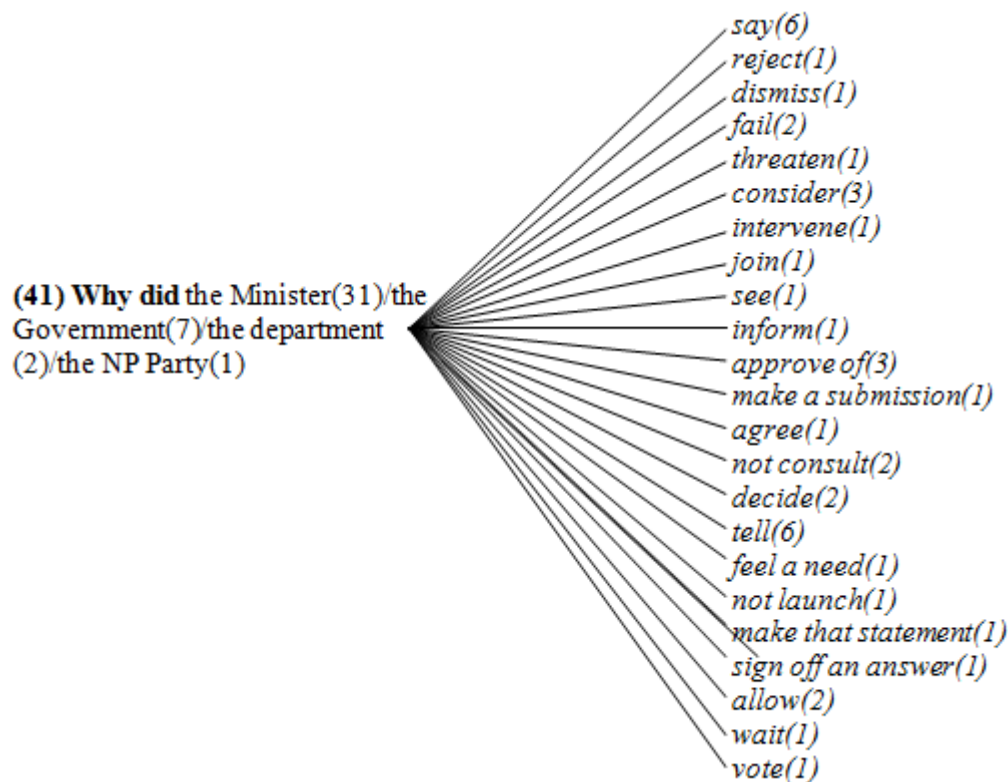 say(6)
reject(1)
dismiss(1)
fail(2)
threaten(1)
consider(3)
intervene(1)
join(1)
see(1)
inform(1)
approve of(3)
make a submission(1)
agree(1)
not consult(2)
decide(2)
tell(6)
feel a need(1)
not launch(1)
make that statement(1)
sign off an answer(1)
allow(2)
wait(1)
vote(1)
(41) Why did the Minister(31)/the
Government(7)/the department
(2)/the NP Party(1)